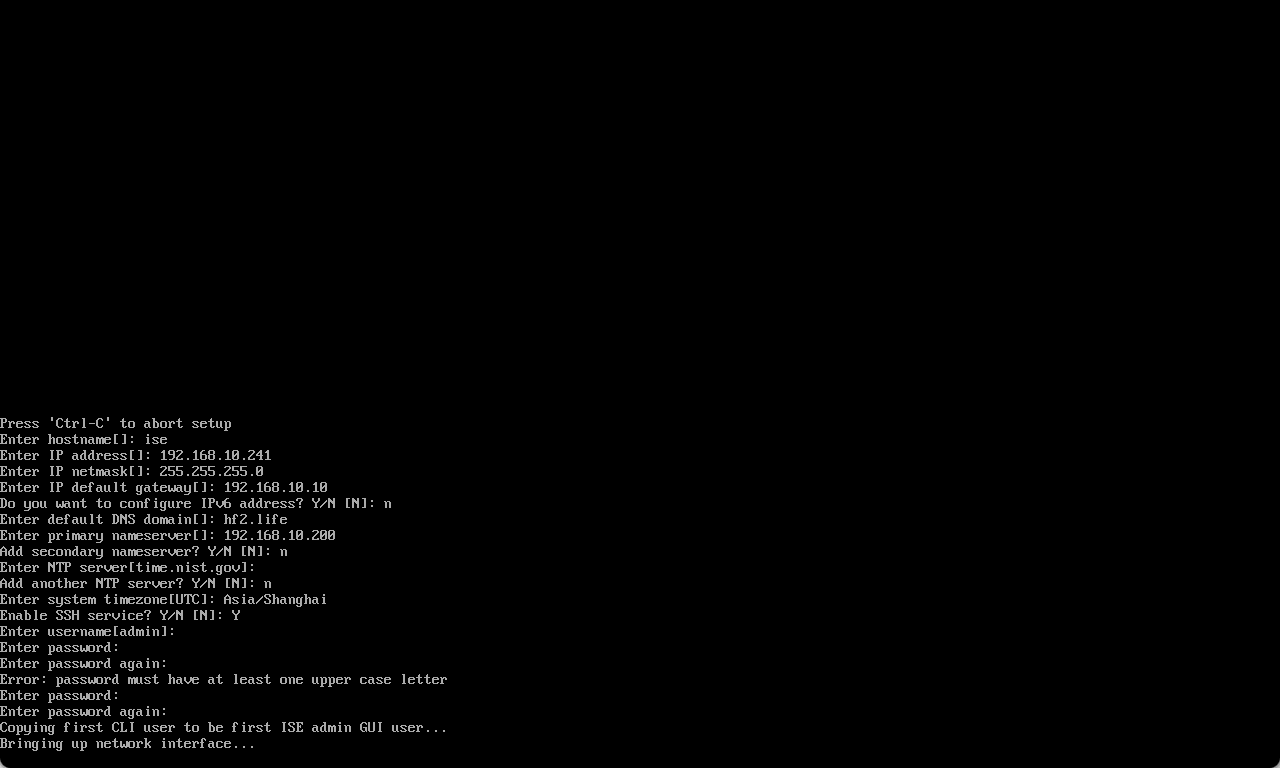 Press 'Ctrl-C' to abort setup
Enter hostname[]: ise
Enter IP address[]: 192.168.10.241
Enter IP netmask[]: 255.255.255.0
Enter IP default gateway[]: 192.168.10.10
Do you want to configure IPv6 address? Y/N [N]: n
Enter default DNS domain[]: hf2.life
Enter primary nameserver[]: 192.168.10.200
Add secondary nameserver? Y/N [N]: n
Enter NTP server[time.nist.gov]:
Add another NTP server? Y/N [N]: n
Enter system timezone[UTC]: Asia/Shanghai
Enable SSH service? Y/N [N]: Y
Enter username[admin]:
Enter password:
Enter password again:
Error: password must have at least one upper case letter
Enter password:
Enter password again:
Copying first CLI user to be first ISE admin GUI user...
Bringing up network interface...